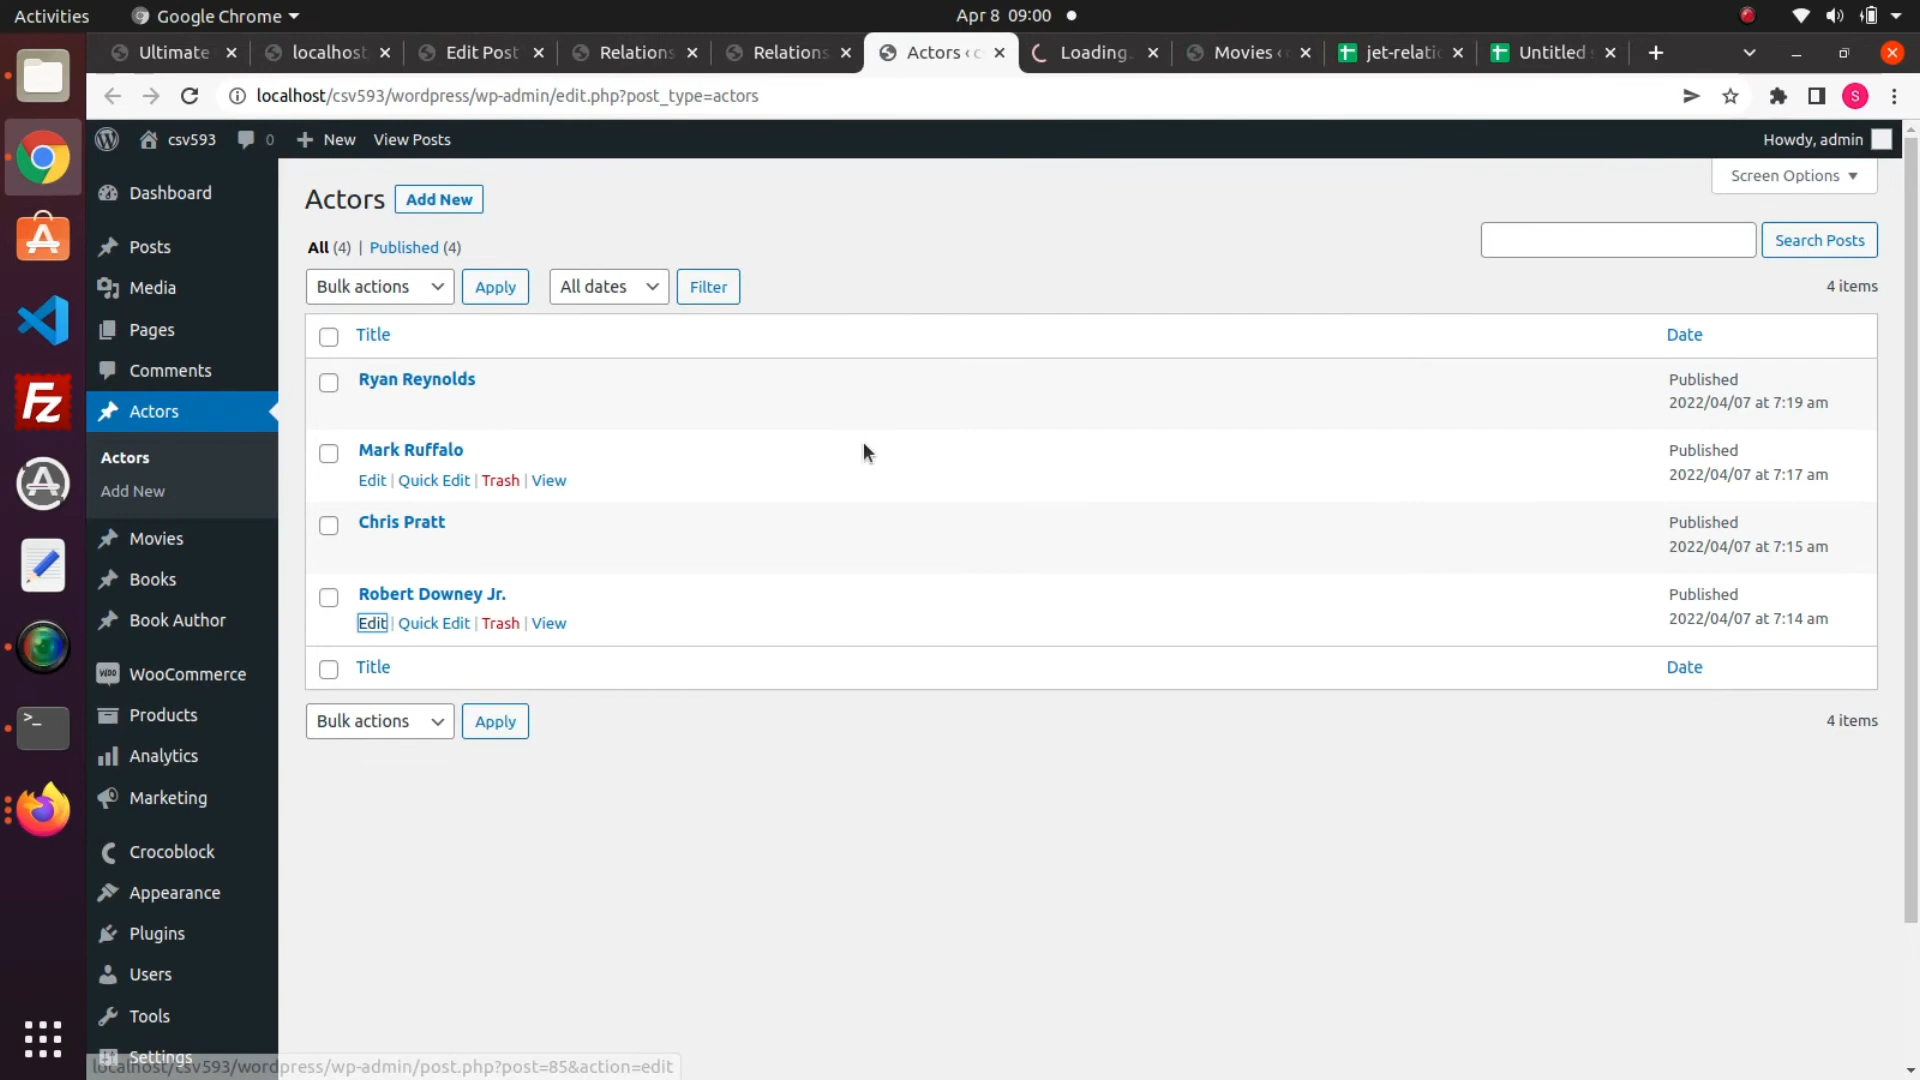 Activities Google Chrome Apr 8 09:00
Ultimate localhost Edit Post Relations Relations Actors ‹ c Loading. Movies ‹ jet-relati Untitled
localhost/csv593/wordpress/wp-admin/edit.php?post_type=actors S
csv593 0 New View Posts Howdy, admin
Screen Options
Dashboard
Posts
Media
Pages
Comments
Actors
Actors
Add New
Movies
Books
Book Author
WooCommerce
Products
Analytics
Marketing
Crocoblock
Appearance
Plugins
Users
Tools
Settings
Actors Add New
All (4) | Published (4)
Search Posts
Bulk actions Apply All dates Filter 4 items
Title Date
Ryan Reynolds Published
2022/04/07 at 7:19 am
Mark Ruffalo Published
Edit | Quick Edit | Trash | View 2022/04/07 at 7:17 am
Chris Pratt Published
2022/04/07 at 7:15 am
Robert Downey Jr. Published
Edit | Quick Edit | Trash | View 2022/04/07 at 7:14 am
Title Date
Bulk actions Apply 4 items
localhost/csv593/wordpress/wp-admin/post.php?post=85&action=edit